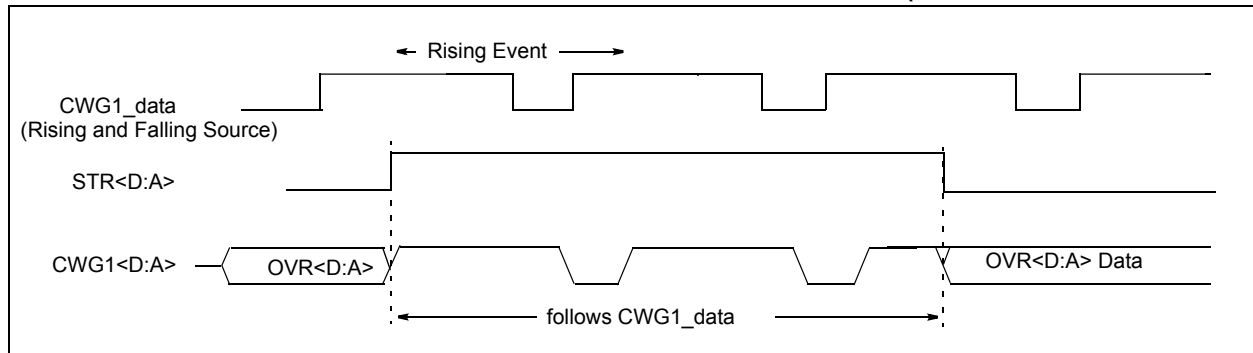 Rising Event
CWG1_data
(Rising and Falling Source)
STR<D:A>
CWG1<D:A>
OVR<D:A>
OVR<D:A> Data
follows CWG1_data